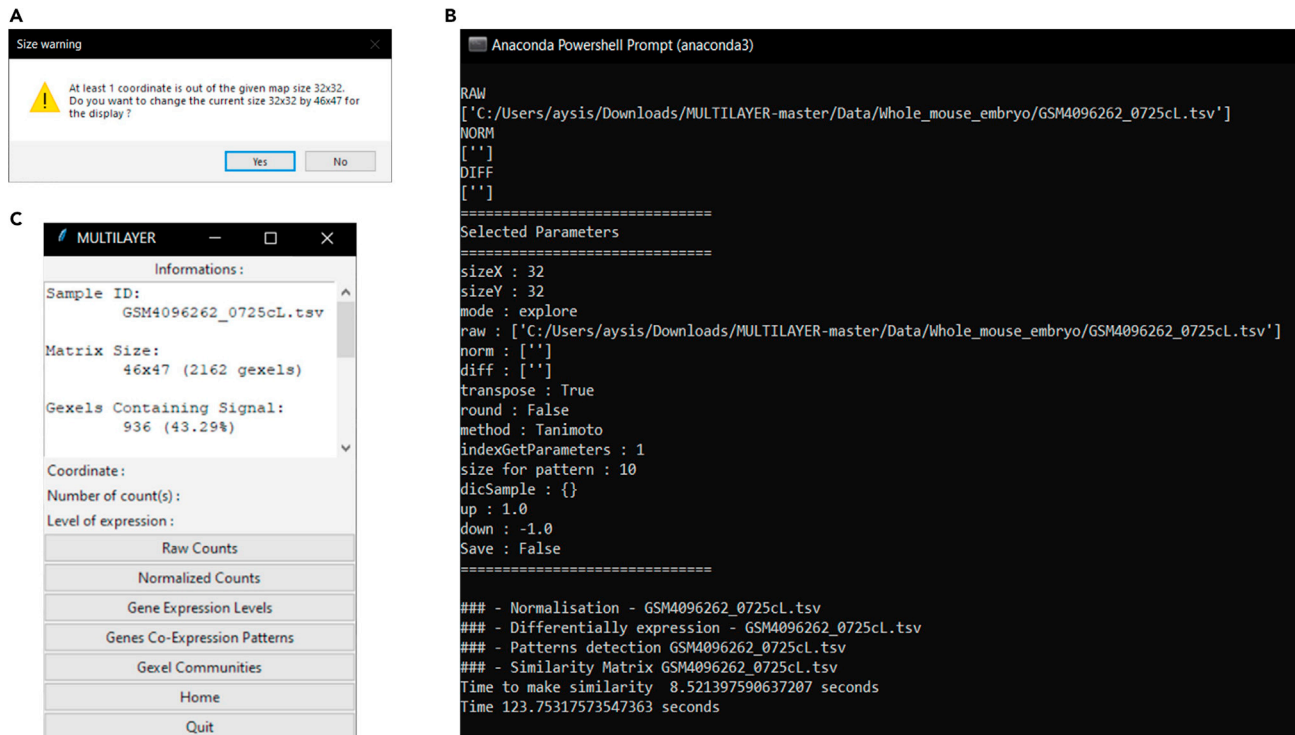 A
Size warning
At least 1 coordinate is out of the given map size 32x32.
Do you want to change the current size 32x32 by 46x47 for
the display ?
Yes
No
B
Anaconda Powershell Prompt (anaconda3)
RAW
['C:/Users/aysis/Downloads/MULTILAYER-master/Data/Whole_mouse_embryo/GSM4096262_0725cL.tsv']
NORM
['']
DIFF
['']
==============================
Selected Parameters
==============================
sizeX : 32
sizeY : 32
mode : explore
raw : ['C:/Users/aysis/Downloads/MULTILAYER-master/Data/Whole_mouse_embryo/GSM4096262_0725cL.tsv']
norm : ['']
diff : ['']
transpose : True
round : False
method : Tanimoto
indexGetParameters : 1
size for pattern : 10
dicSample : {}
up : 1.0
down : -1.0
Save : False
==============================
### - Normalisation - GSM4096262_0725cL.tsv
### - Differentially expression - GSM4096262_0725cL.tsv
### - Patterns detection GSM4096262_0725cL.tsv
### - Similarity Matrix GSM4096262_0725cL.tsv
Time to make similarity  8.521397590637207 seconds
Time 123.75317573547363 seconds
C
MULTILAYER
Informations :
Sample ID:
GSM4096262_0725cL.tsv
Matrix Size:
46x47 (2162 gexels)
Gexels Containing Signal:
936 (43.29%)
Coordinate :
Number of count(s) :
Level of expression :
Raw Counts
Normalized Counts
Gene Expression Levels
Genes Co-Expression Patterns
Gexel Communities
Home
Quit